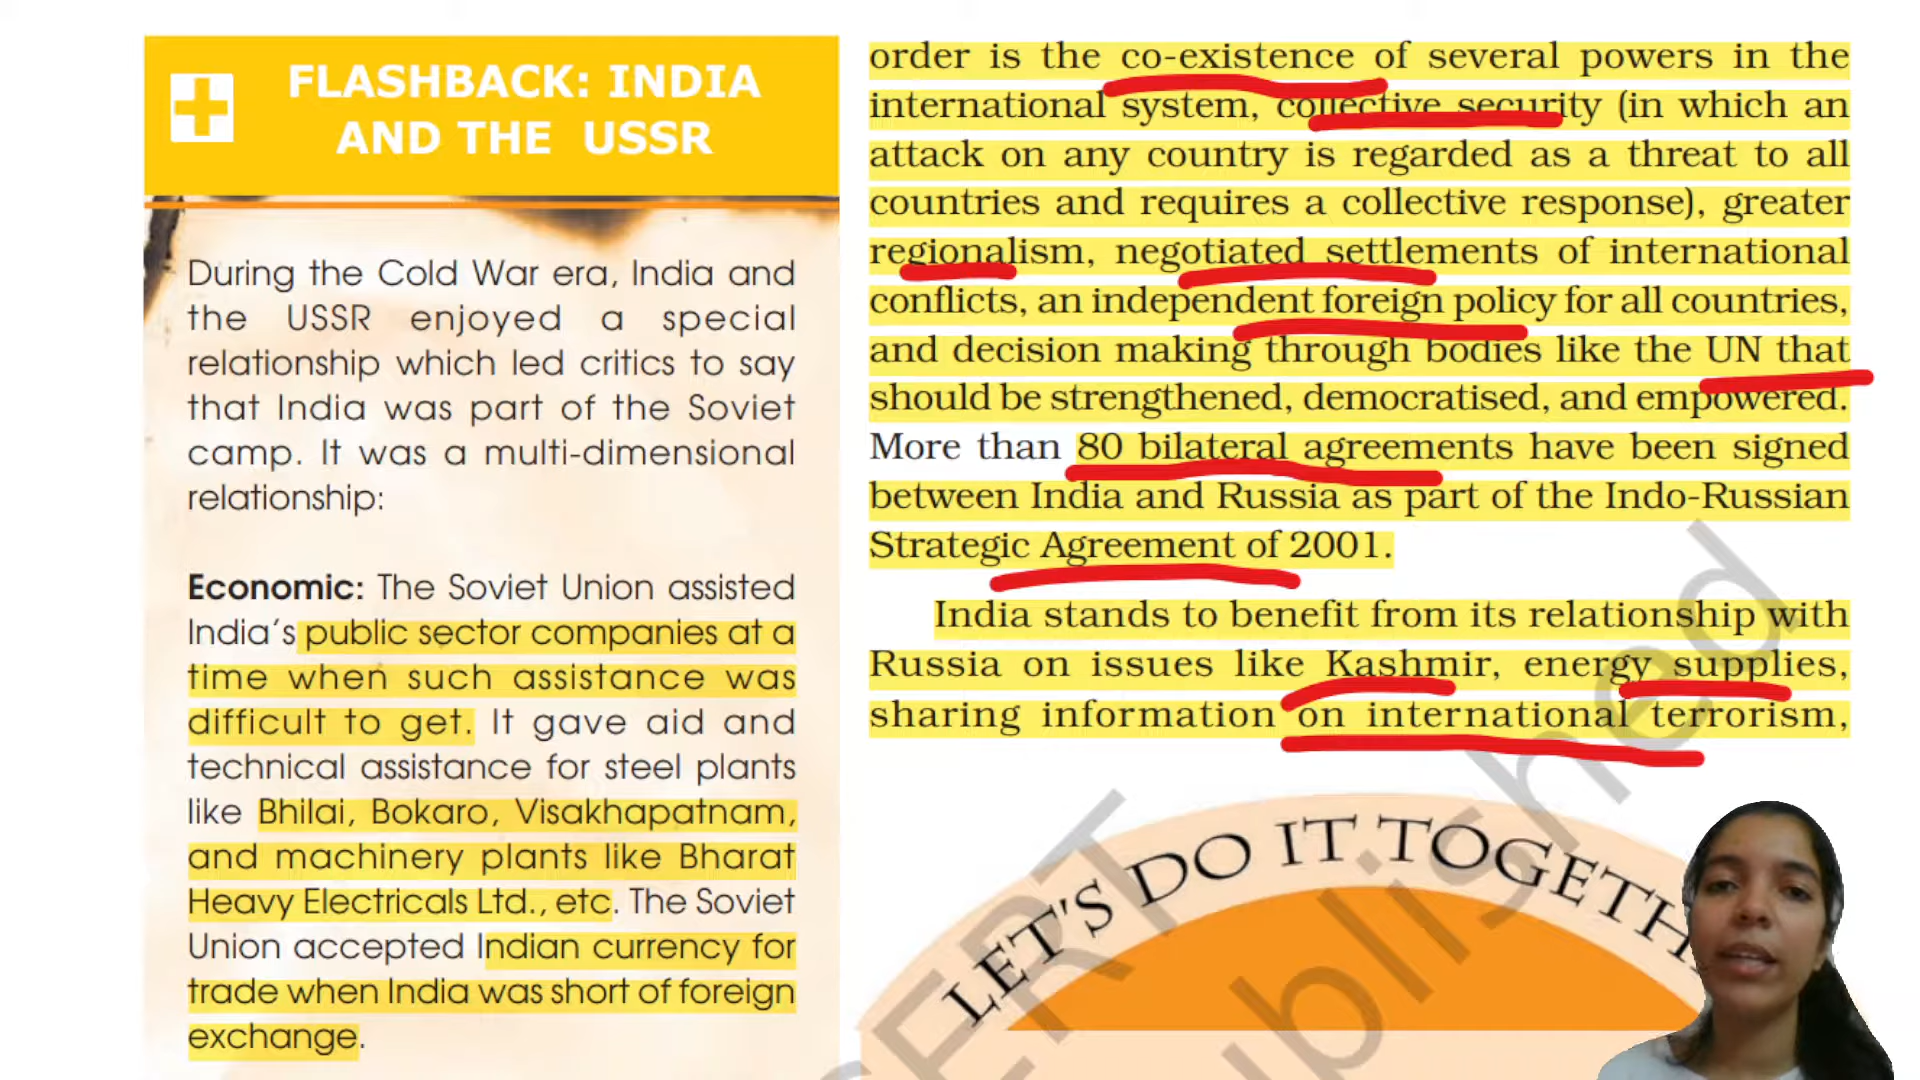 FLASHBACK: INDIA
AND THE USSR
During the Cold War era, India and
the USSR enjoyed a special
relationship which led critics to say
that India was part of the Soviet
camp. It was a multi-dimensional
relationship:
Economic: The Soviet Union assisted
India's public sector companies at a
time when such assistance was
difficult to get. It gave aid and
technical assistance for steel plants
like Bhilai, Bokaro, Visakhapatnam,
and machinery plants like Bharat
Heavy Electricals Ltd., etc. The Soviet
Union accepted Indian currency for
trade when India was short of foreign
exchange.
order is the co-existence of several powers in the
international system, collective security (in which an
attack on any country is regarded as a threat to all
countries and requires a collective response), greater
regionalism, negotiated settlements of international
conflicts, an independent foreign policy for all countries,
and decision making through bodies like the UN that
should be strengthened, democratised, and empowered.
More than 80 bilateral agreements have been signed
between India and Russia as part of the Indo-Russian
Strategic Agreement of 2001.
India stands to benefit from its relationship with
Russia on issues like Kashmir, energy supplies,
sharing information on international terrorism,
LET'S DO IT TOGETH